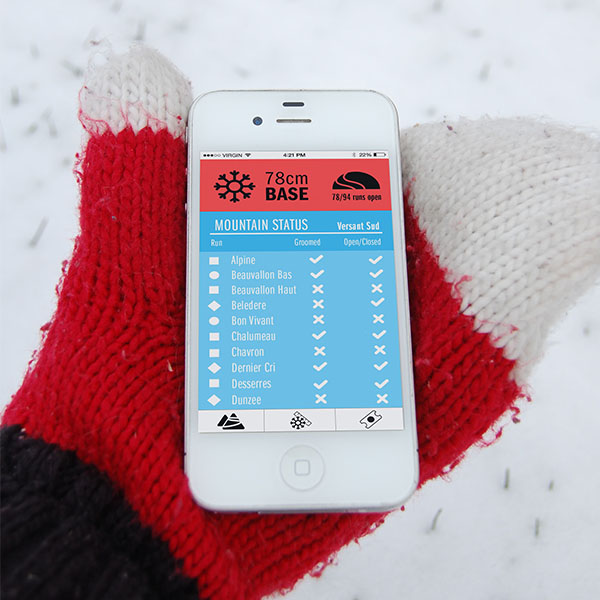 VIRGIN 4:21 PM 22%
78cm
BASE
78/94 runs open
MOUNTAIN STATUS Versant Sud
Run Groomed Open/Closed
Alpine
Beauvallon Bas
Beauvallon Haut
Beledere
Bon Vivant
Chalumeau
Chavron
Dernier Cri
Desserres
Dunzee